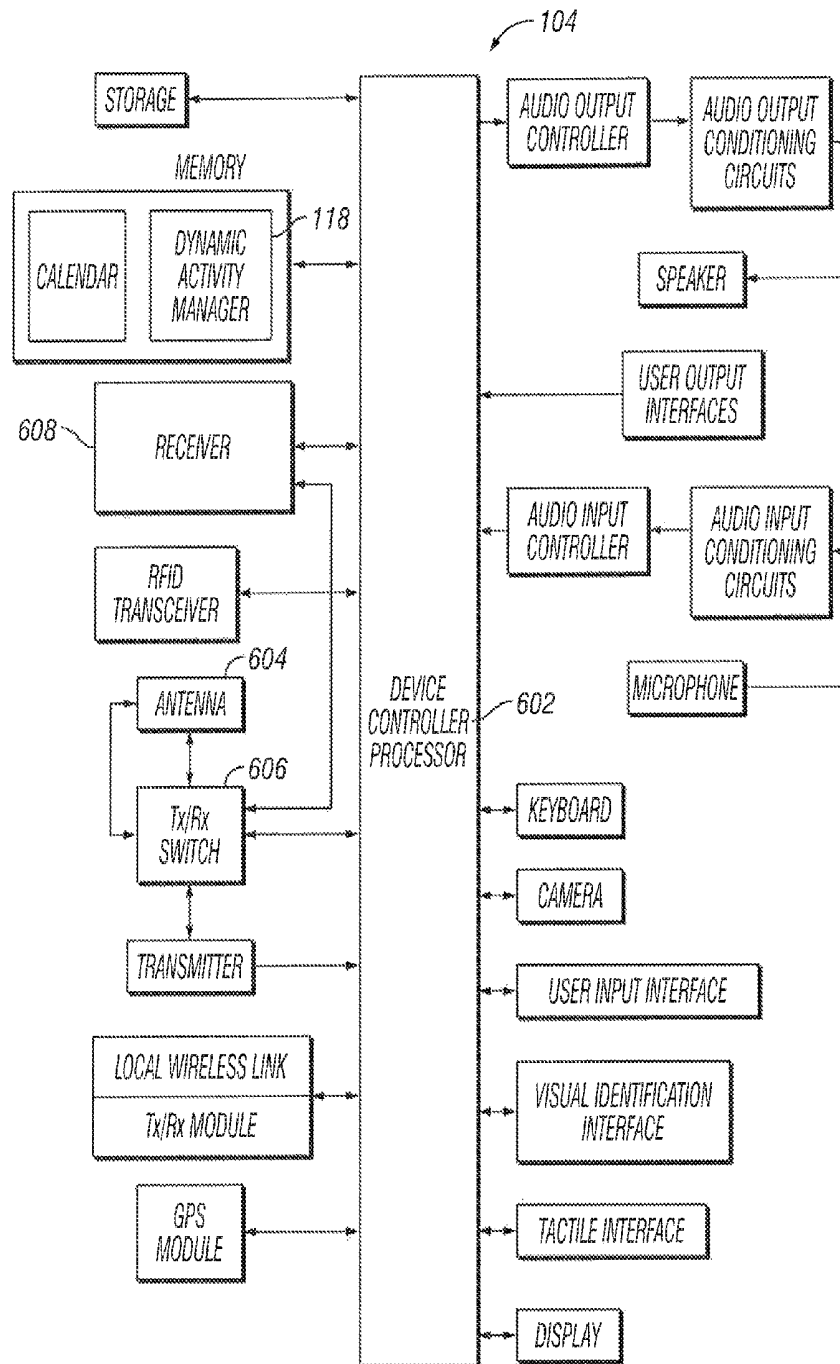 104
STORAGE
MEMORY
CALENDAR
DYNAMIC
ACTIVITY
MANAGER
118
608
RECEIVER
RFID
TRANSCEIVER
604
ANTENNA
606
Tx/Rx
SWITCH
TRANSMITTER
LOCAL WIRELESS LINK
Tx/Rx MODULE
GPS
MODULE
DEVICE
CONTROLLER
PROCESSOR
602
AUDIO OUTPUT
CONTROLLER
AUDIO OUTPUT
CONDITIONING
CIRCUITS
SPEAKER
USER OUTPUT
INTERFACES
AUDIO INPUT
CONTROLLER
AUDIO INPUT
CONDITIONING
CIRCUITS
MICROPHONE
KEYBOARD
CAMERA
USER INPUT INTERFACE
VISUAL IDENTIFICATION
INTERFACE
TACTILE INTERFACE
DISPLAY